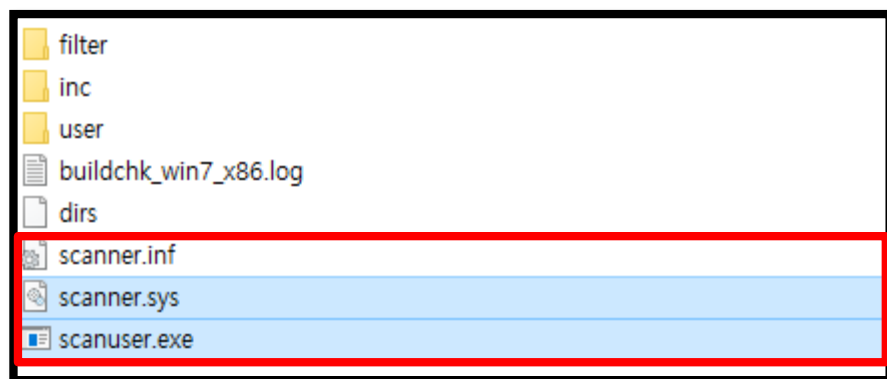 filter
inc
user
buildchk_win7_x86.log
dirs
scanner.inf
scanner.sys
scanuser.exe